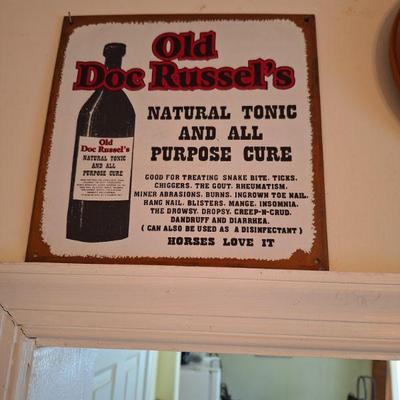 Old
Doc Russel's
NATURAL TONIC
AND ALL
PURPOSE CURE
GOOD FOR TREATING SNAKE BITE, TICKS,
CHIGGERS, THE GOUT, RHEUMATISM,
MINER ABRASIONS, BURNS, INGROWN TOE NAIL,
HANG NAIL, BLISTERS, MANGE, INSOMNIA,
THE DROWSY, DROPSY, CREEP-N-CRUD,
DANDRUFF AND DIARRHEA.
( CAN ALSO BE USED AS A DISINFECTANT )
HORSES LOVE IT
Old
Doc Russel's
NATURAL TONIC
AND ALL
PURPOSE CURE